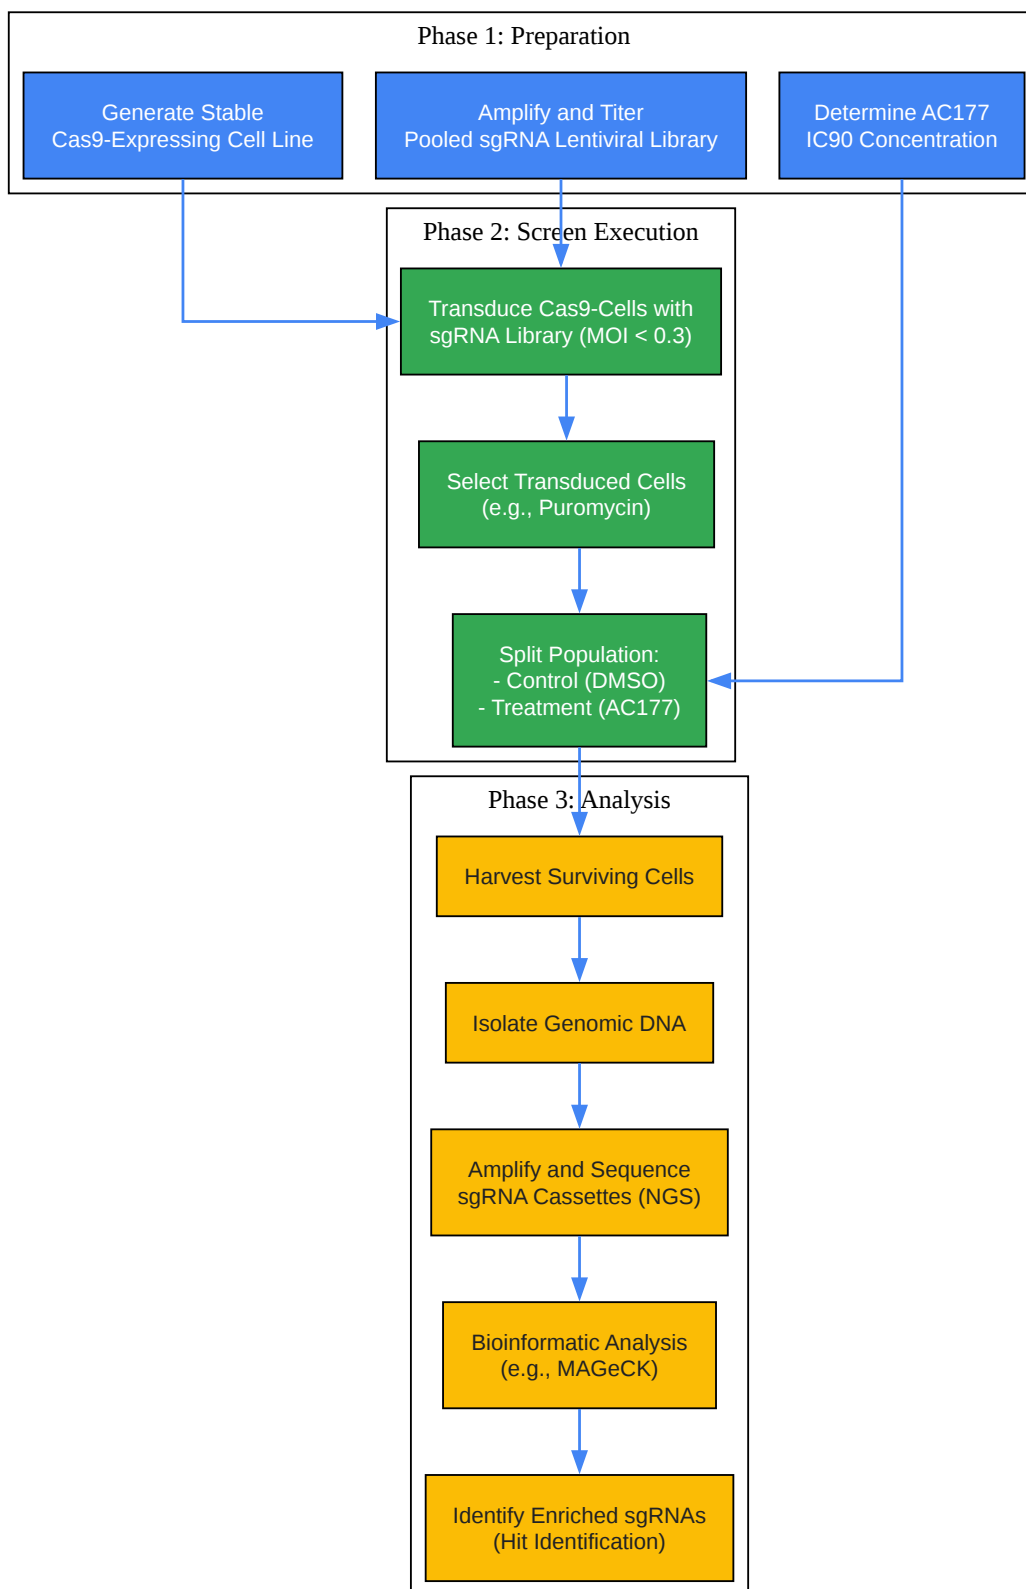 Phase 1: Preparation
Generate Stable
Cas9-Expressing Cell Line
Amplify and Titer
Pooled sgRNA Lentiviral Library
Determine AC177
IC90 Concentration
Phase 2: Screen Execution
Transduce Cas9-Cells with
sgRNA Library (MOI < 0.3)
Select Transduced Cells
(e.g., Puromycin)
Split Population:
- Control (DMSO)
- Treatment (AC177)
Phase 3: Analysis
Harvest Surviving Cells
Isolate Genomic DNA
Amplify and Sequence
sgRNA Cassettes (NGS)
Bioinformatic Analysis
(e.g., MAGeCK)
Identify Enriched sgRNAs
(Hit Identification)